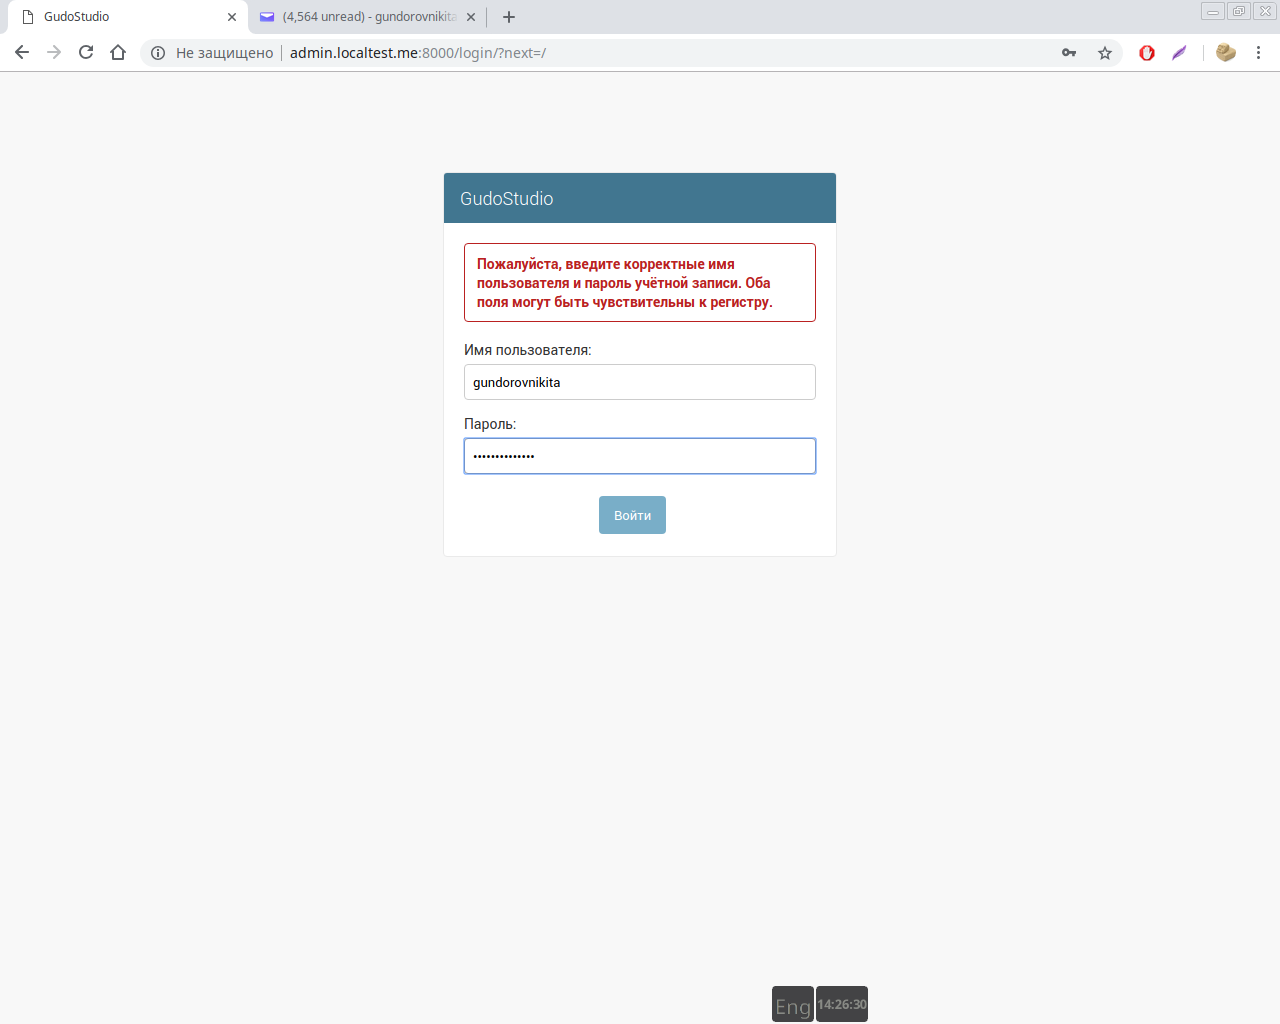 GudoStudio
(4,564 unread) - gundorovnikita
Не защищено
admin.localtest.me:8000/login/?next=/
GudoStudio
Пожалуйста, введите корректные имя
пользователя и пароль учётной записи. Оба
поля могут быть чувствительны к регистру.
Имя пользователя:
gundorovnikita
Пароль:
••••••••••••••
Войти
Eng
14:26:30